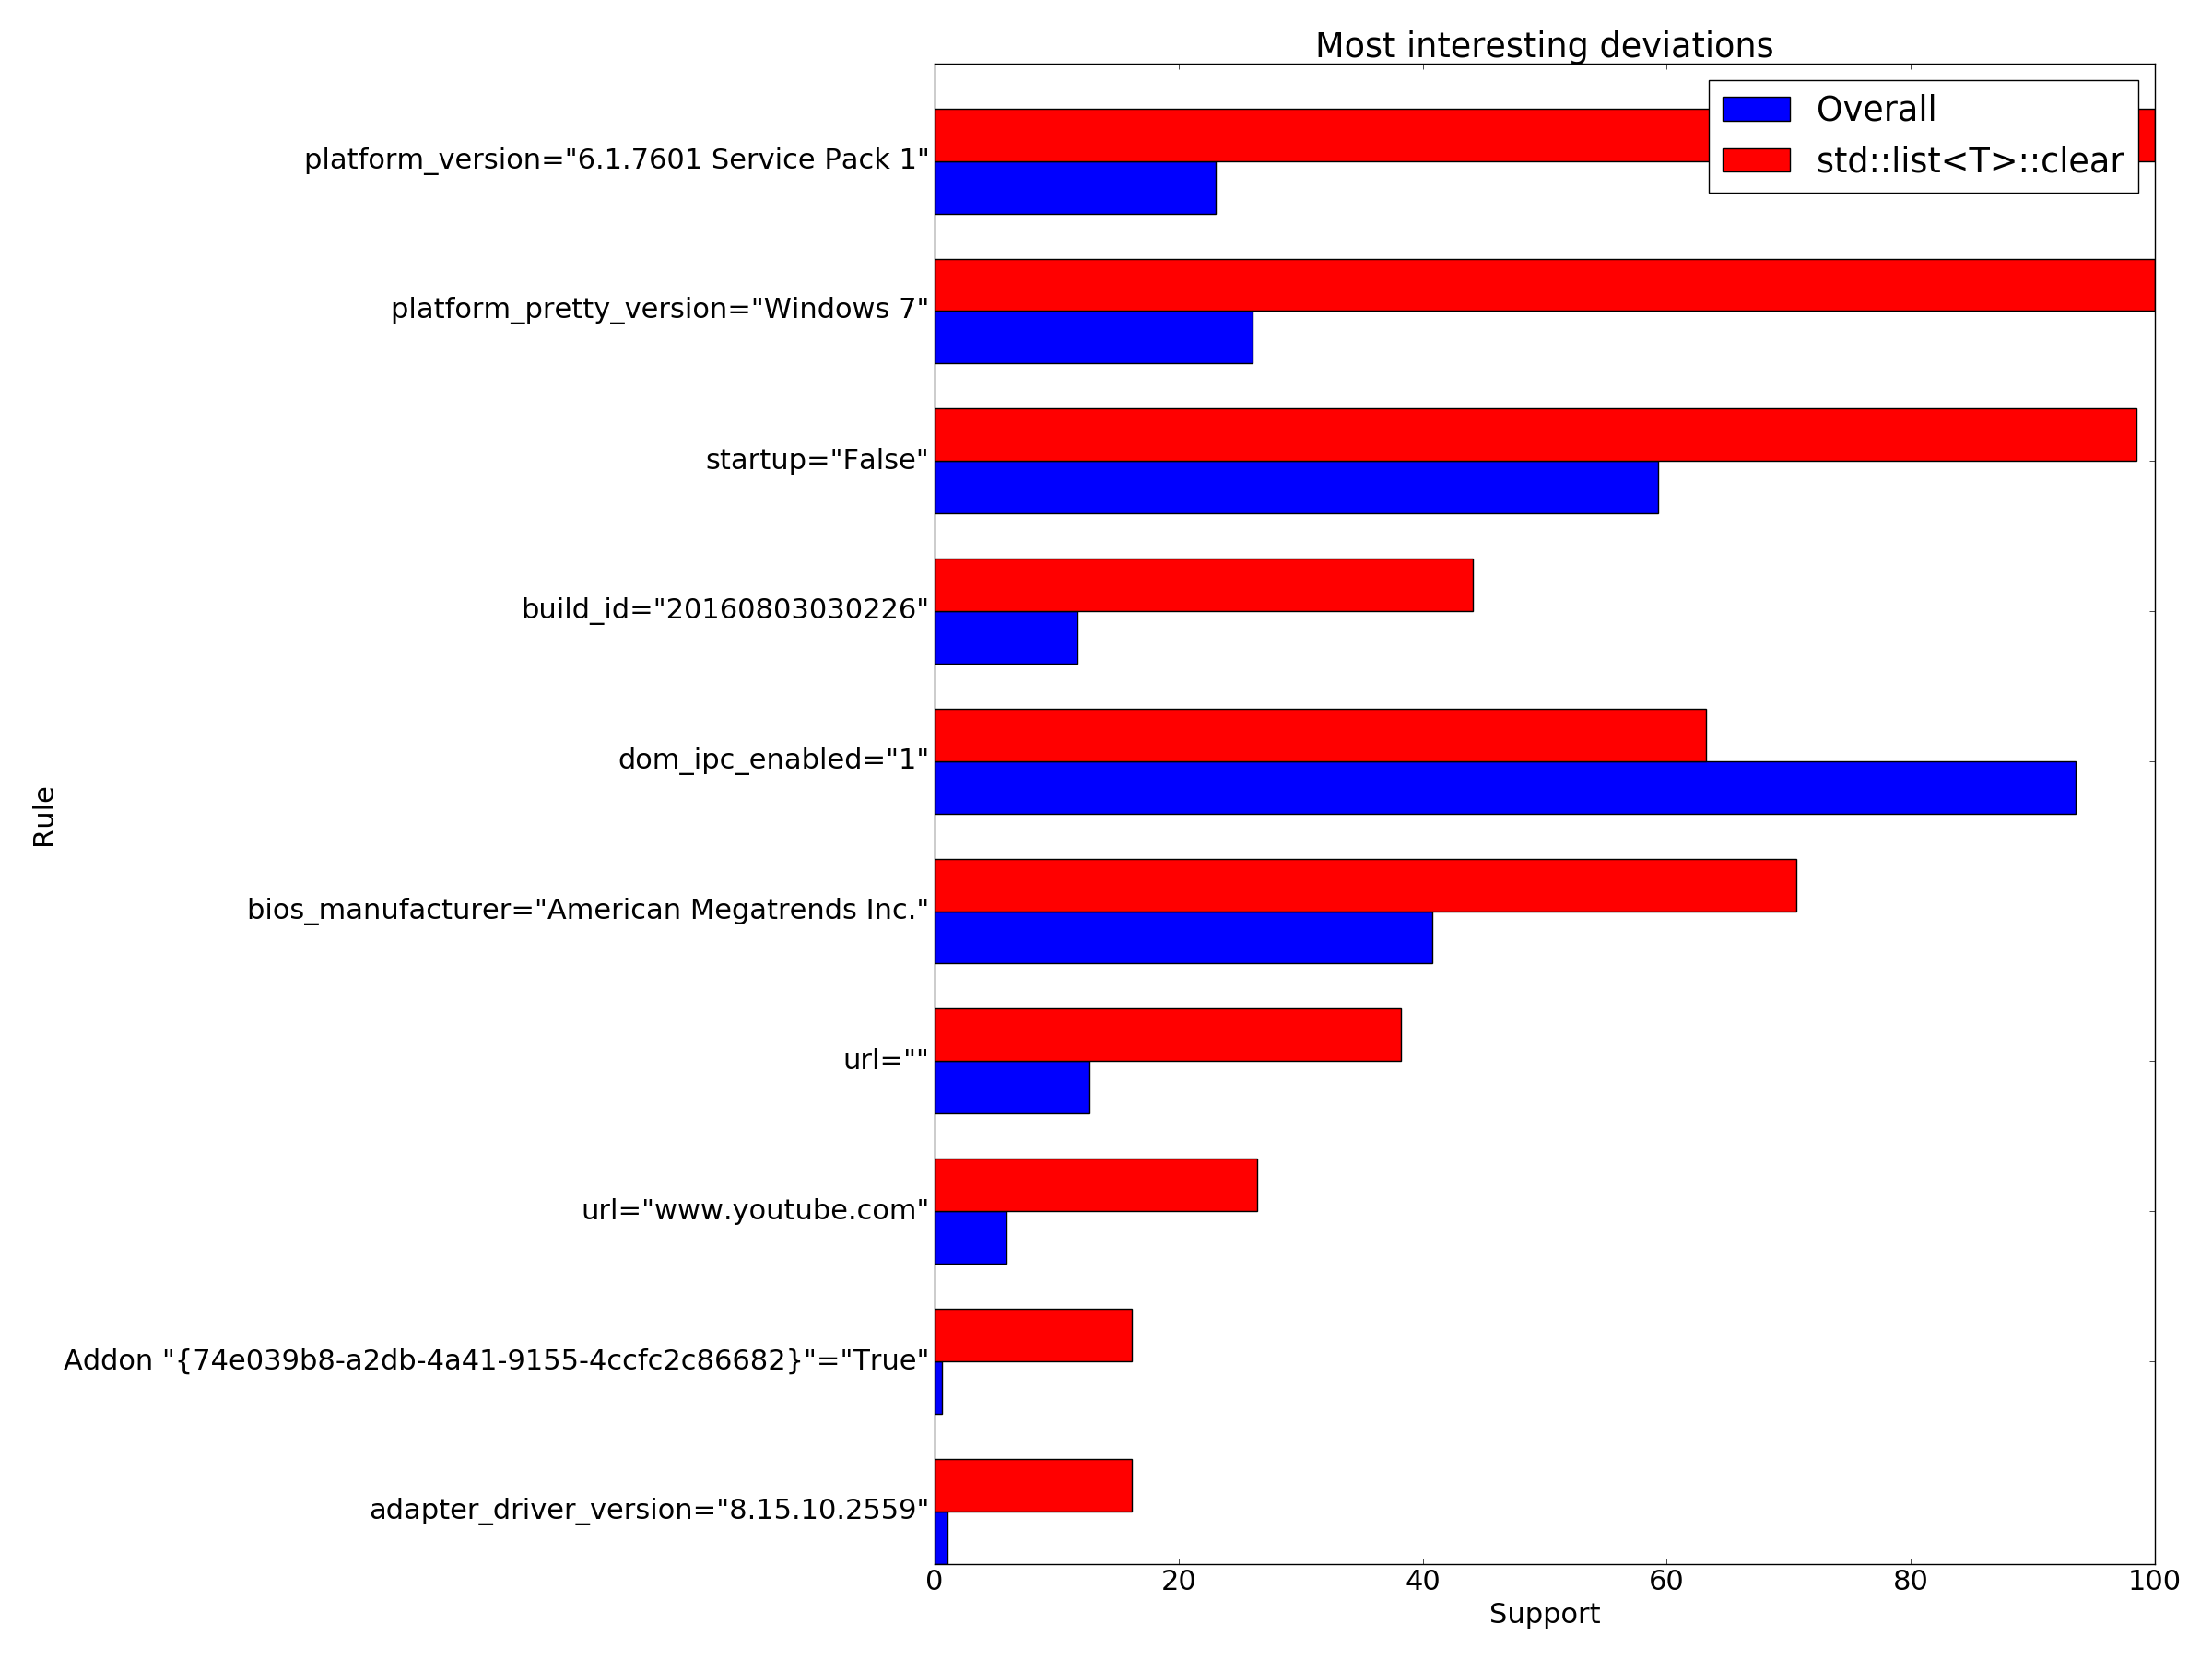 Most interesting deviations
Overall
std::list<T>::clear
platform_version="6.1.7601 Service Pack 1"
platform_pretty_version="Windows 7"
startup="False"
build_id="20160803030226"
dom_ipc_enabled="1"
Rule
bios_manufacturer="American Megatrends Inc."
url=""
url="www.youtube.com"
Addon "{74e039b8-a2db-4a41-9155-4ccfc2c86682}"="True"
adapter_driver_version="8.15.10.2559"
0 20 40 60 80 100
Support